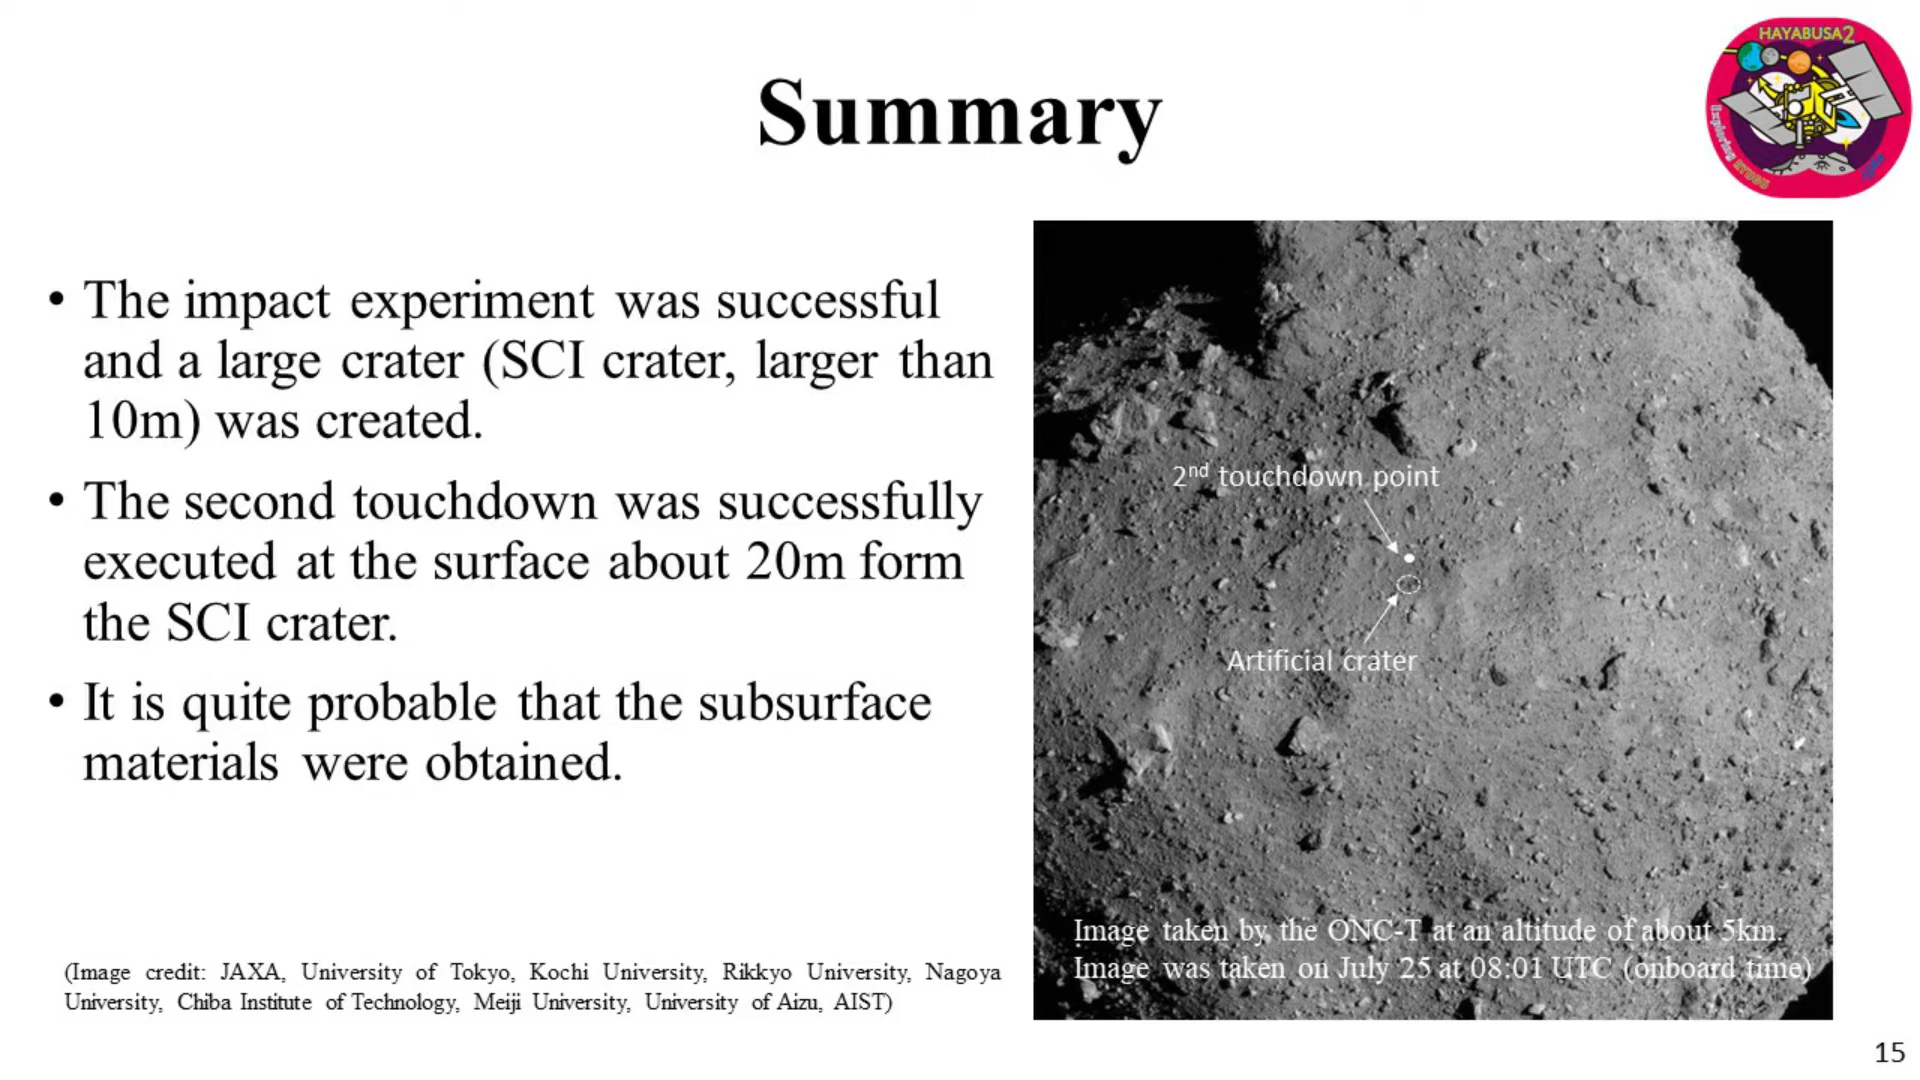 HAYABUSA2
Exploring RYUGU
Summary
• The impact experiment was successful
and a large crater (SCI crater, larger than
10m) was created.
• The second touchdown was successfully
executed at the surface about 20m form
the SCI crater.
• It is quite probable that the subsurface
materials were obtained.
2nd touchdown point
Artificial crater
Image taken by the ONC-T at an altitude of about 5km.
Image was taken on July 25 at 08:01 UTC (onboard time)
(Image credit: JAXA, University of Tokyo, Kochi University, Rikkyo University, Nagoya
University, Chiba Institute of Technology, Meiji University, University of Aizu, AIST)
15